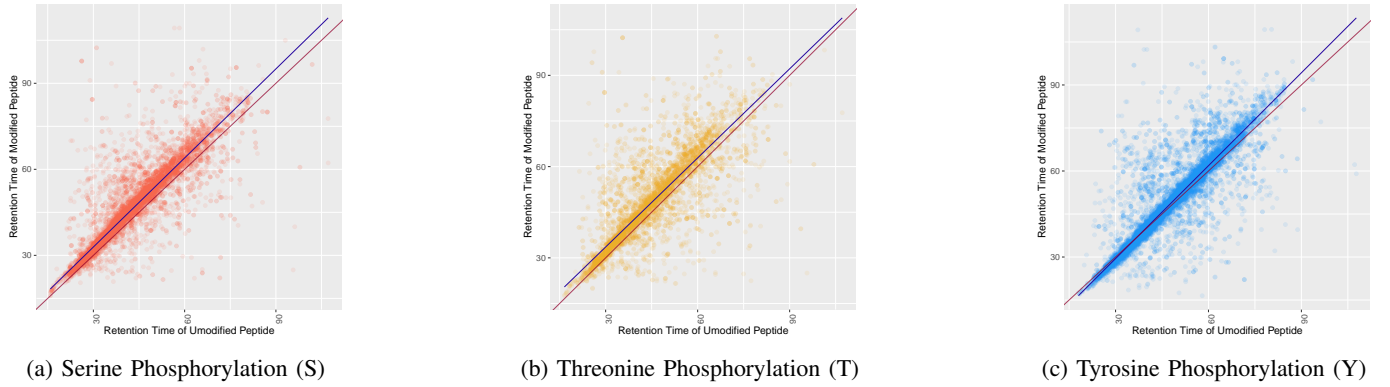 Retention Time of Modified Peptide
90
60
30
30
60
90
Retention Time of Umodified Peptide
(a) Serine Phosphorylation (S)
Retention Time of Modified Peptide
90
60
30
30
60
90
Retention Time of Umodified Peptide
(b) Threonine Phosphorylation (T)
Retention Time of Modified Peptide
90
60
30
30
60
90
Retention Time of Umodified Peptide
(c) Tyrosine Phosphorylation (Y)